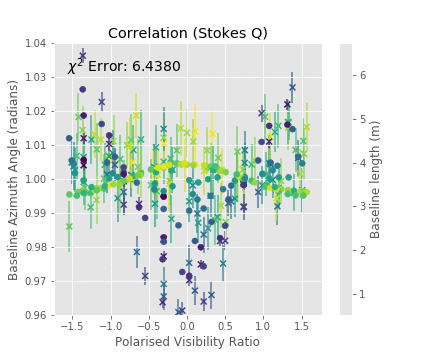 Correlation (Stokes Q)
χ² Error: 6.4380
Baseline Azimuth Angle (radians)
1.04
1.03
1.02
1.01
1.00
0.99
0.98
0.97
0.96
−1.5 −1.0 −0.5 0.0 0.5 1.0 1.5
Polarised Visibility Ratio
Baseline length (m)
6
5
4
3
2
1